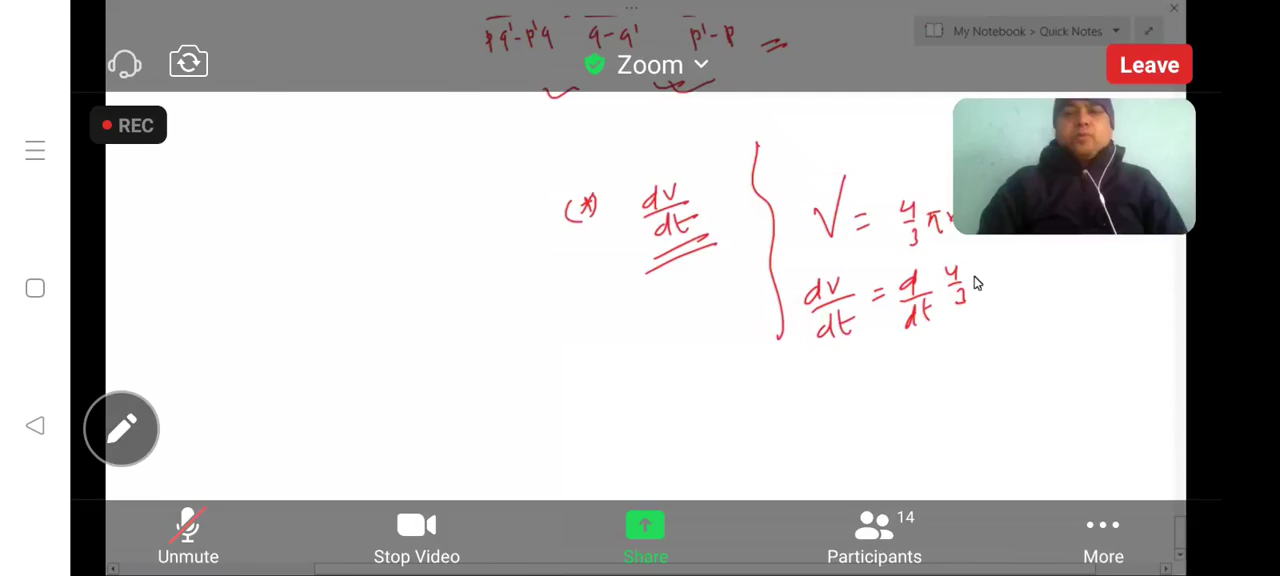 pq'-p'q q-q' p'-p
My Notebook > Quick Notes
Zoom
Leave
REC
(*) dv/dt
V = 4/3 π
dv/dt = d/dt 4/3
14
Unmute
Stop Video
Share
Participants
More